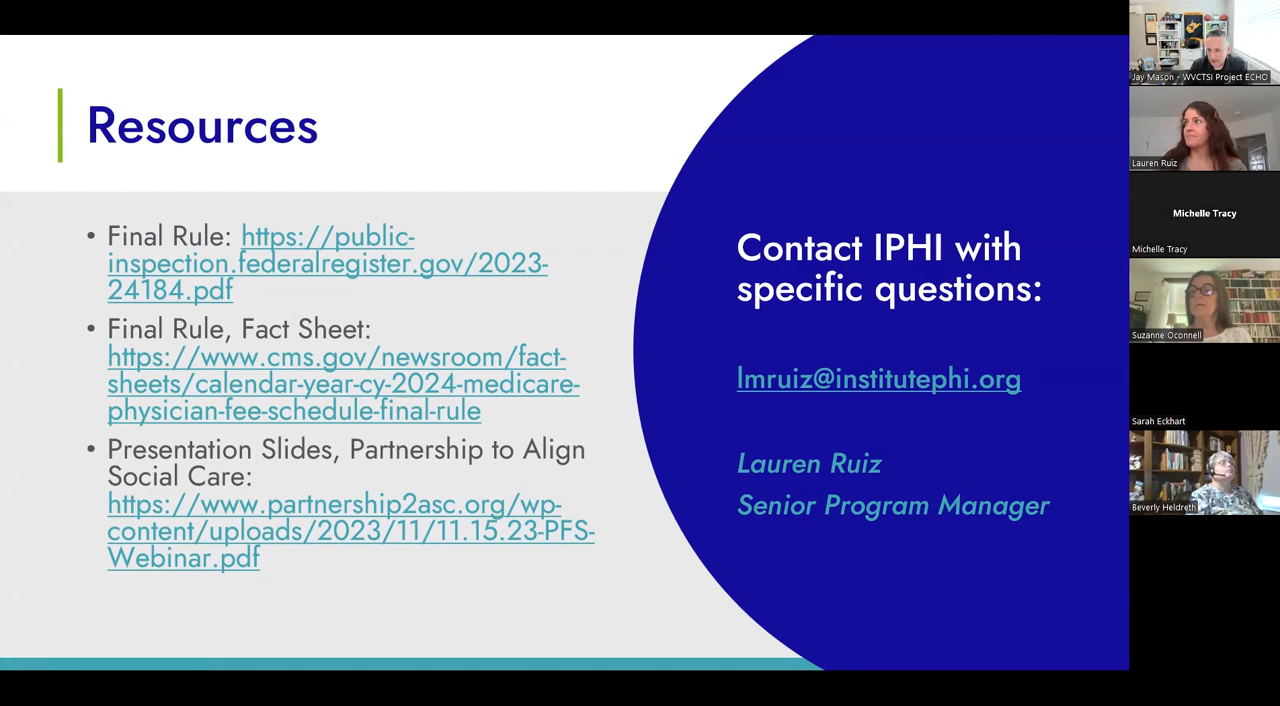 Resources
• Final Rule: https://public-
inspection.federalregister.gov/2023-
24184.pdf
• Final Rule, Fact Sheet:
https://www.cms.gov/newsroom/fact-
sheets/calendar-year-cy-2024-medicare-
physician-fee-schedule-final-rule
• Presentation Slides, Partnership to Align
Social Care:
https://www.partnership2asc.org/wp-
content/uploads/2023/11/11.15.23-PFS-
Webinar.pdf
Contact IPHI with
specific questions:
lmruiz@institutephi.org
Lauren Ruiz
Senior Program Manager
Jay Mason - WVCTSI Project ECHO
Lauren Ruiz
Michelle Tracy
Michelle Tracy
Suzanne Oconnell
Sarah Eckhart
Beverly Heldreth